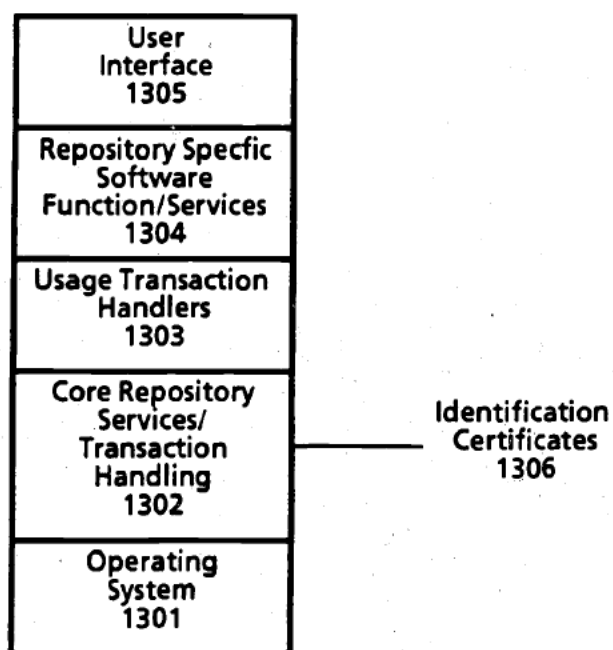 User
Interface
1305
Repository Specfic
Software
Function/Services
1304
Usage Transaction
Handlers
1303
Core Repository
Services/
Transaction
Handling
1302
Identification
Certificates
1306
Operating
System
1301